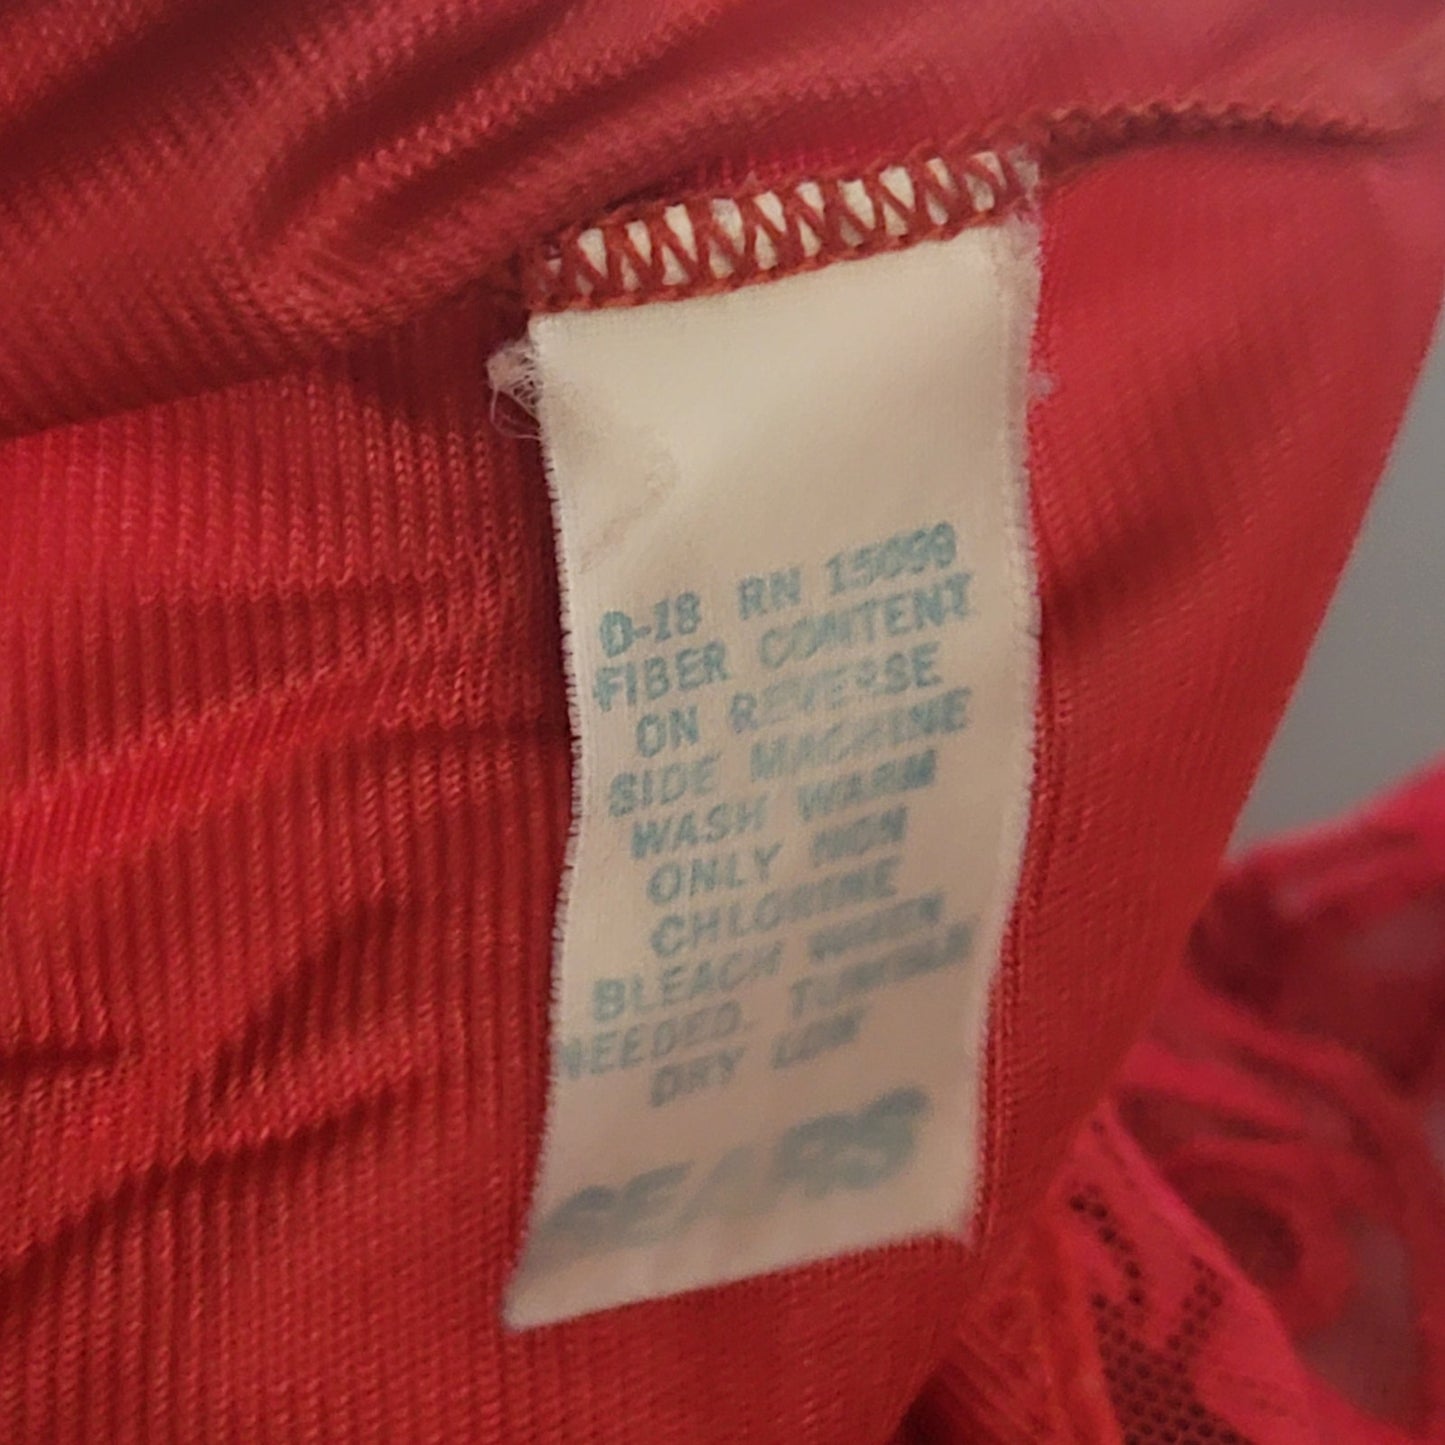 D-18 RN 15099
FIBER CONTENT
ON REVERSE
SIDE MACHINE
WASH WARM
ONLY NON
CHLORINE
BLEACH WHEN
NEEDED. TUMBLE
DRY LOW
SEARS